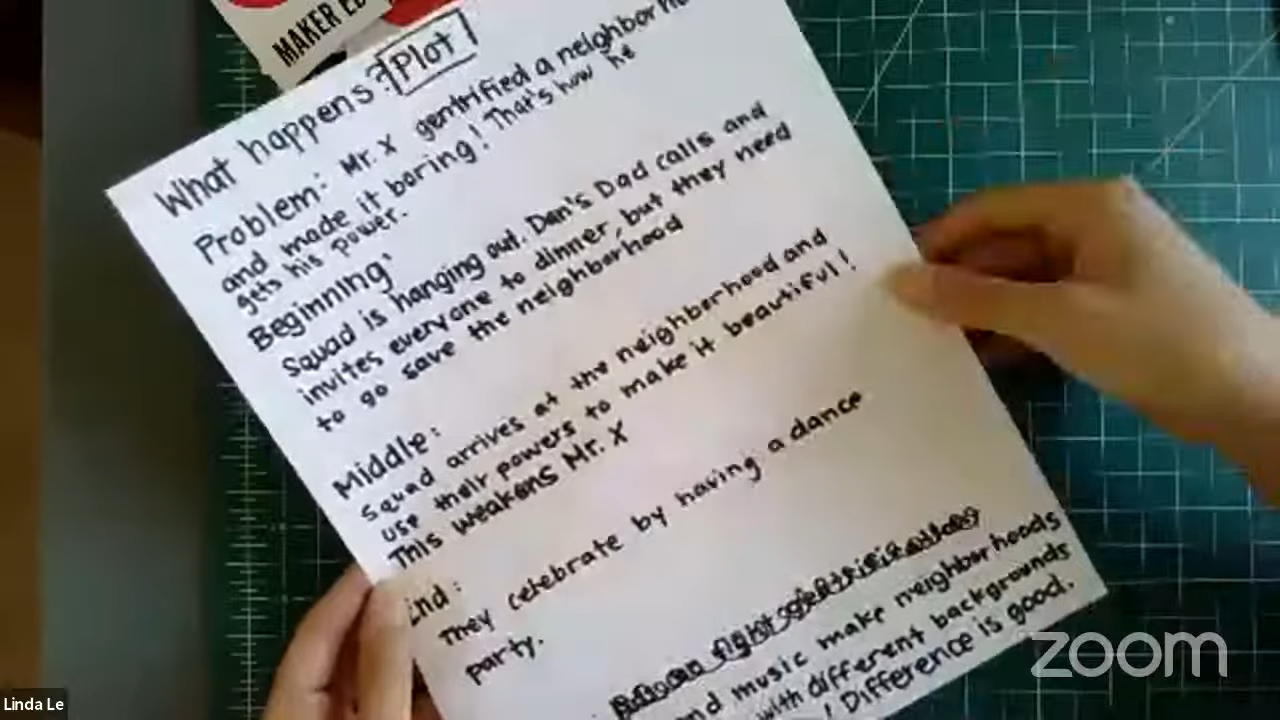 MAKER ED
What happens? Plot
Problem: Mr. X gentrified a
and made it boring! That's how he
gets his power.
Beginning:
Squad is hanging out. Dan's Dad calls and
invites everyone to dinner, but they need
to go save the neighborhood
Middle:
Squad arrives at the neighborhood and
use their powers to make it beautiful!
This weakens Mr. X
End:
They celebrate by having a dance
party.
and music make neighborhoods
with different backgrounds
! Difference is good.
zoom
Linda Le